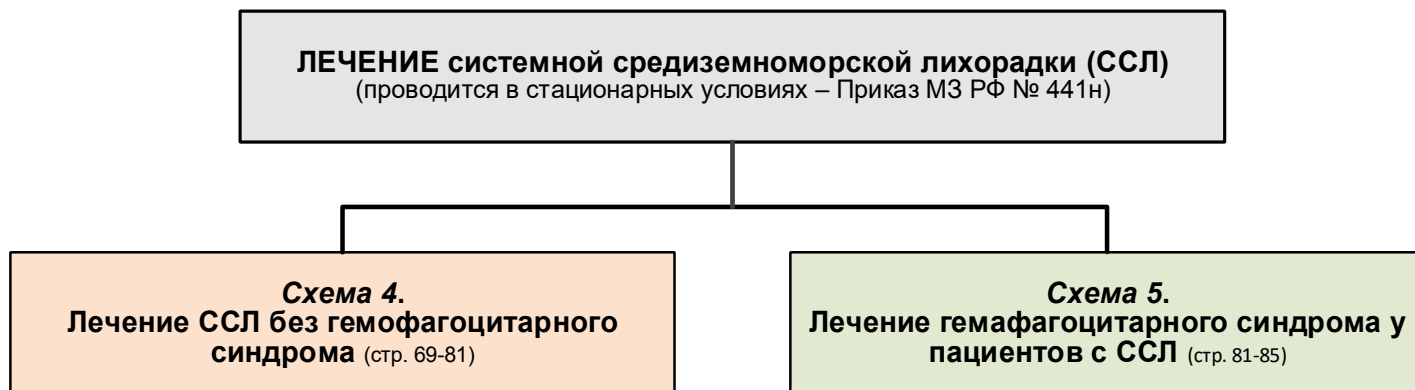 ЛЕЧЕНИЕ системной средиземноморской лихорадки (ССЛ)
(проводится в стационарных условиях – Приказ МЗ РФ № 441н)
Схема 4.
Лечение ССЛ без гемофагоцитарного
синдрома (стр. 69-81)
Схема 5.
Лечение гемафагоцитарного синдрома у
пациентов с ССЛ (стр. 81-85)